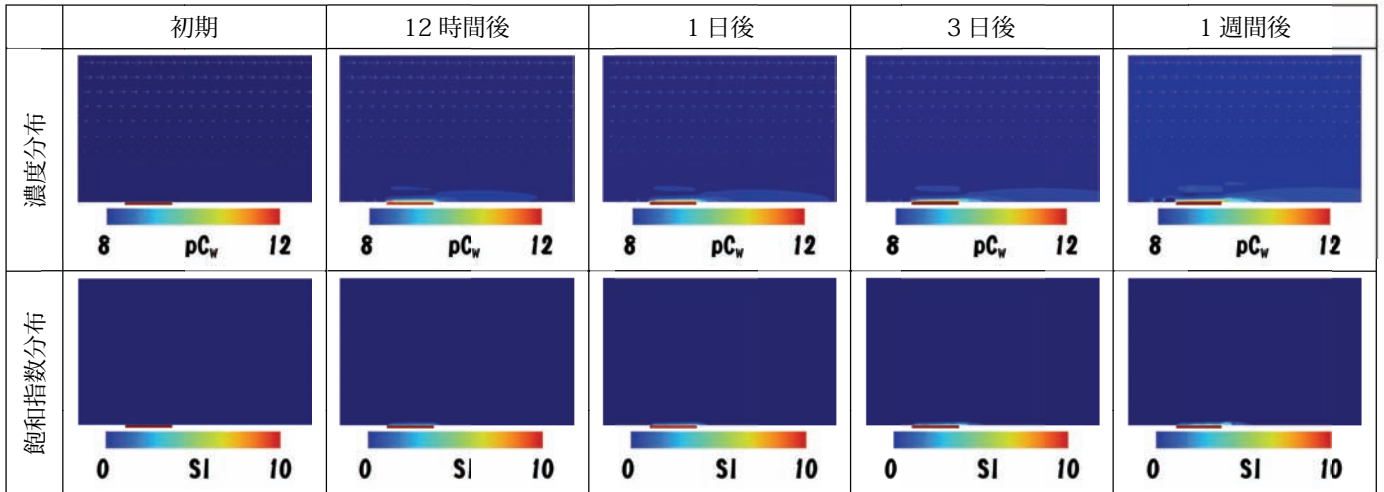 初期 12時間後 1日後 3日後 1週間後
濃度分布
8 pCw 12 8 pCw 12 8 pCw 12 8 pCw 12 8 pCw 12
飽和指数分布
0 SI 10 0 SI 10 0 SI 10 0 SI 10 0 SI 10